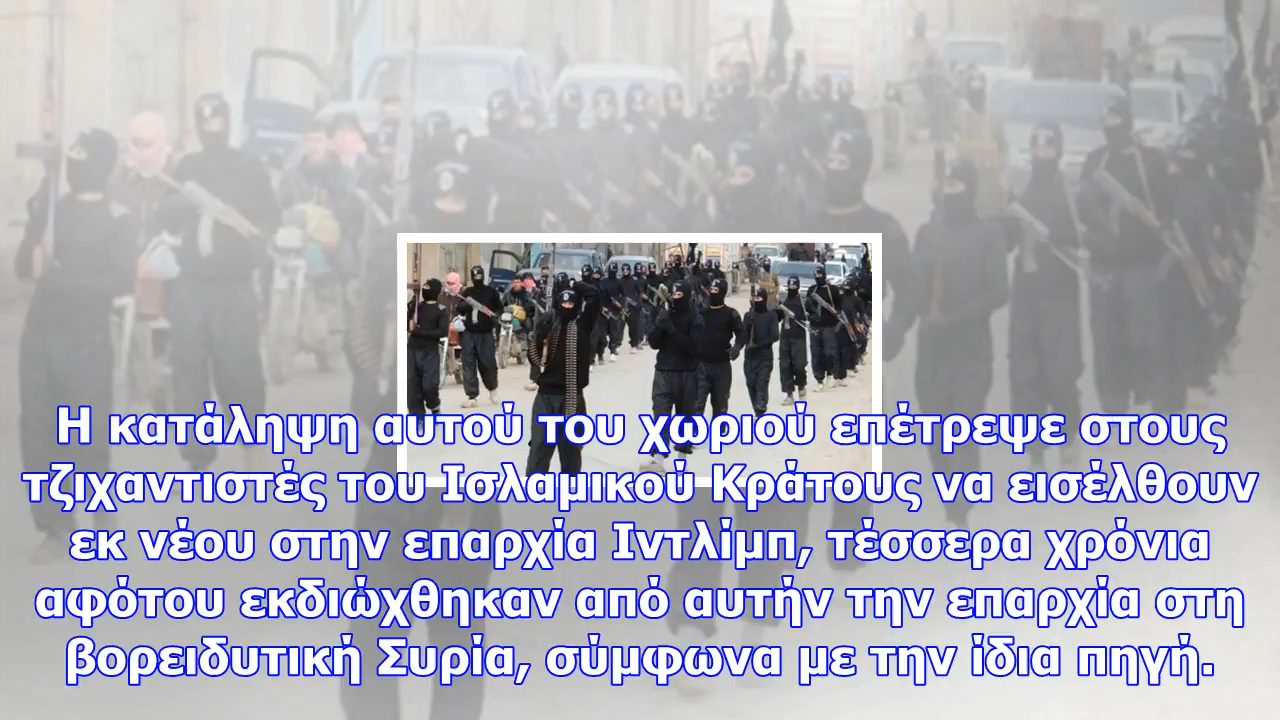 Η κατάληψη αυτού του χωριού επέτρεψε στους
τζιχαντιστές του Ισλαμικού Κράτους να εισέλθουν
εκ νέου στην επαρχία Ιντλίμπ, τέσσερα χρόνια
αφότου εκδιώχθηκαν από αυτήν την επαρχία στη
βορειδυτική Συρία, σύμφωνα με την ίδια πηγή.